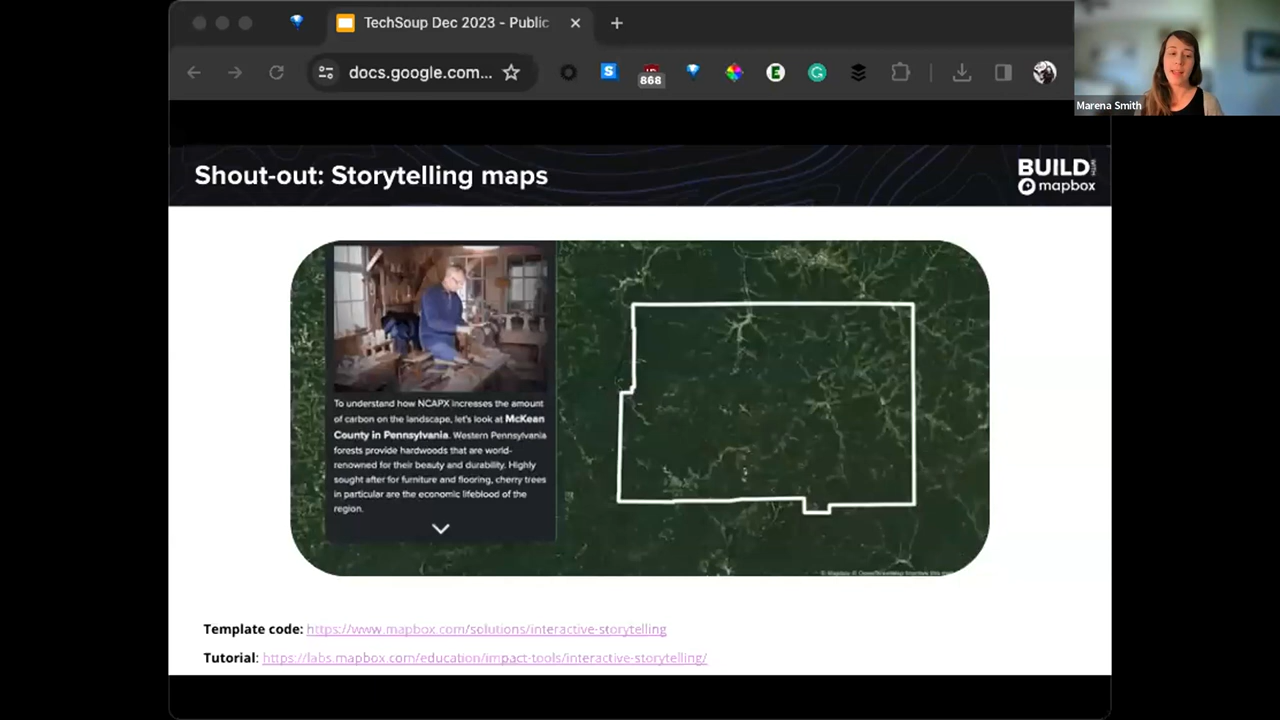 TechSoup Dec 2023 - Public
docs.google.com...
868
Marena Smith
Shout-out: Storytelling maps
BUILD
mapbox
To understand how NCAPX increases the amount
of carbon on the landscape, let's look at McKean
County in Pennsylvania. Western Pennsylvania
forests provide hardwoods that are world-
renowned for their beauty and durability. Highly
sought after for furniture and flooring, cherry trees
in particular are the economic lifeblood of the
region.
Template code: https://www.mapbox.com/solutions/interactive-storytelling
Tutorial: https://labs.mapbox.com/education/impact-tools/interactive-storytelling/